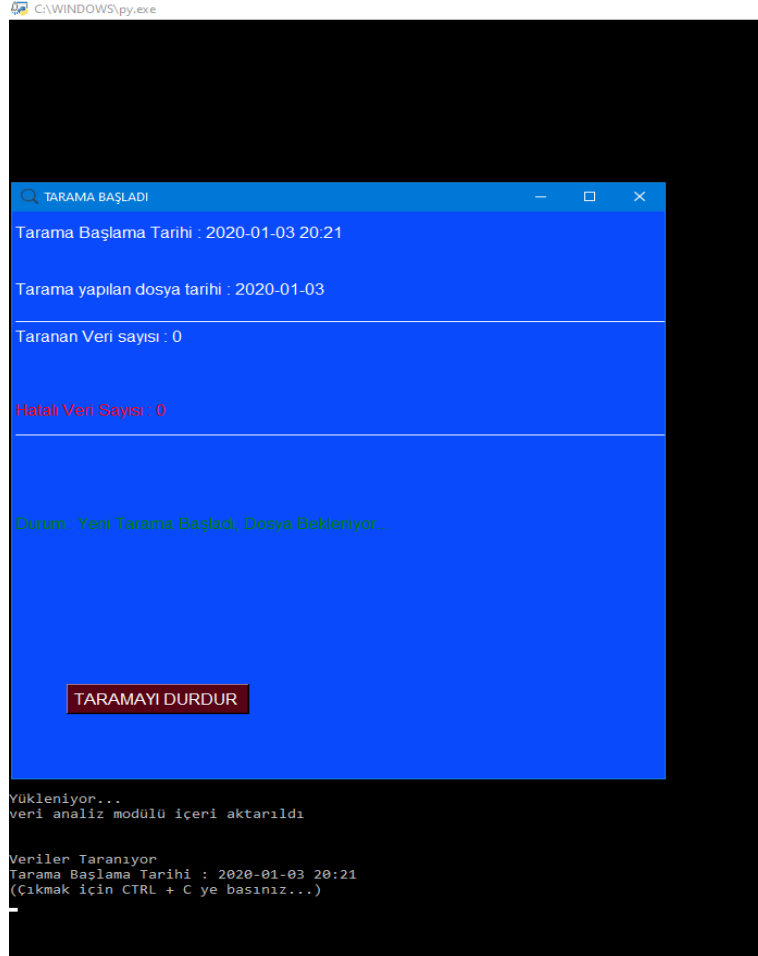 C:\WINDOWS\py.exe
TARAMA BAŞLADI
Tarama Başlama Tarihi : 2020-01-03 20:21
Tarama yapılan dosya tarihi : 2020-01-03
Taranan Veri sayısı : 0
Hatalı Veri Sayısı : 0
Durum : Yeni Tarama Başladı, Dosya Bekleniyor...
TARAMAYI DURDUR
Yükleniyor...
veri analiz modülü içeri aktarıldı
Veriler Taranıyor
Tarama Başlama Tarihi : 2020-01-03 20:21
(Çıkmak için CTRL + C ye basınız...)